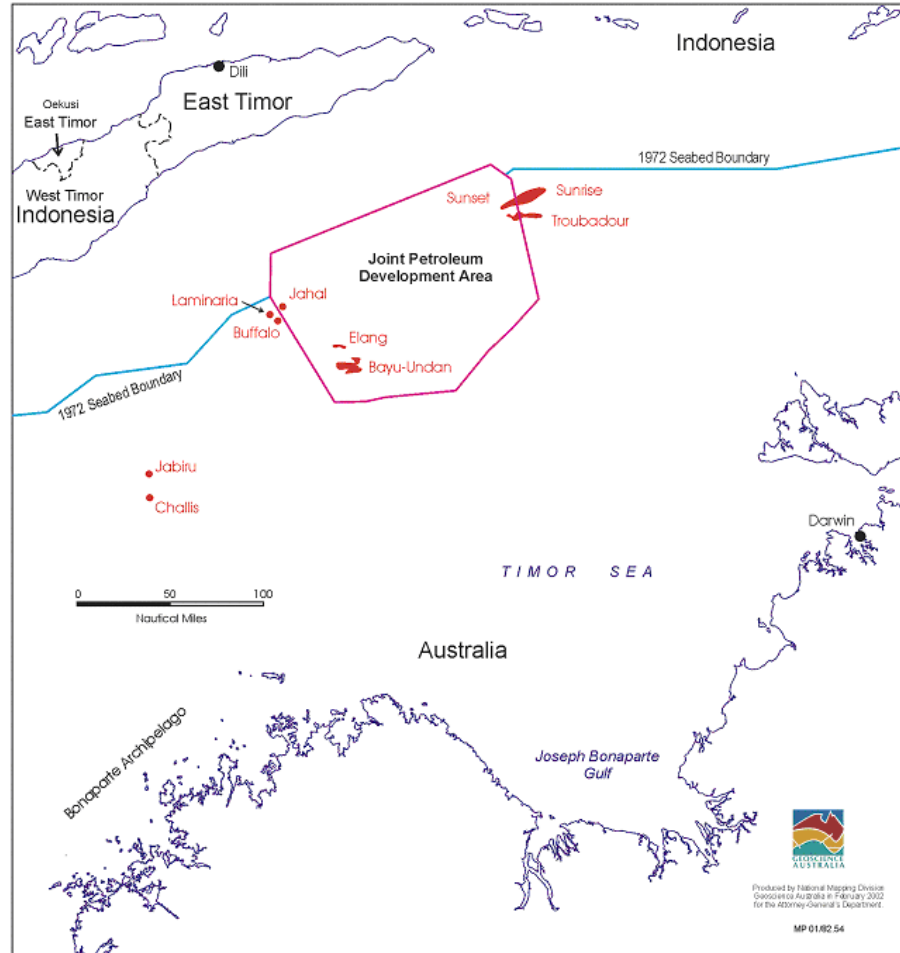 Indonesia
Dili
East Timor
Oekusi
East Timor
West Timor
Indonesia
1972 Seabed Boundary
Sunset
Sunrise
Troubadour
Joint Petroleum
Development Area
Laminaria
Jahal
Buffalo
Elang
Bayu-Undan
1972 Seabed Boundary
Jabiru
Challis
Darwin
TIMOR SEA
0 50 100
Nautical Miles
Australia
Bonaparte Archipelago
Joseph Bonaparte
Gulf
GEOSCIENCE
AUSTRALIA
Produced by National Mapping Division
Geoscience Australia in February 2002
for the Attorney-General's Department.
MP 01/82.54